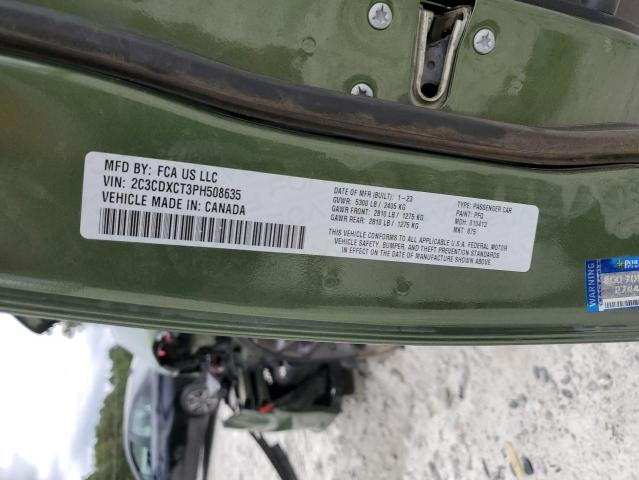 MFD BY: FCA US LLC
VIN: 2C3CDXCT3PH508635
VEHICLE MADE IN: CANADA
DATE OF MFR (BUILT): 1-23
GVWR: 5300 LB / 2405 KG
GAWR FRONT: 2810 LB / 1275 KG
GAWR REAR: 2810 LB / 1275 KG
TYPE: PASSENGER CAR
PAINT: PFQ
MDH: 010412
MKT: 875
THIS VEHICLE CONFORMS TO ALL APPLICABLE U.S.A. FEDERAL MOTOR
VEHICLE SAFETY, BUMPER, AND THEFT PREVENTION STANDARDS
IN EFFECT ON THE DATE OF MANUFACTURE SHOWN ABOVE.
WARNING